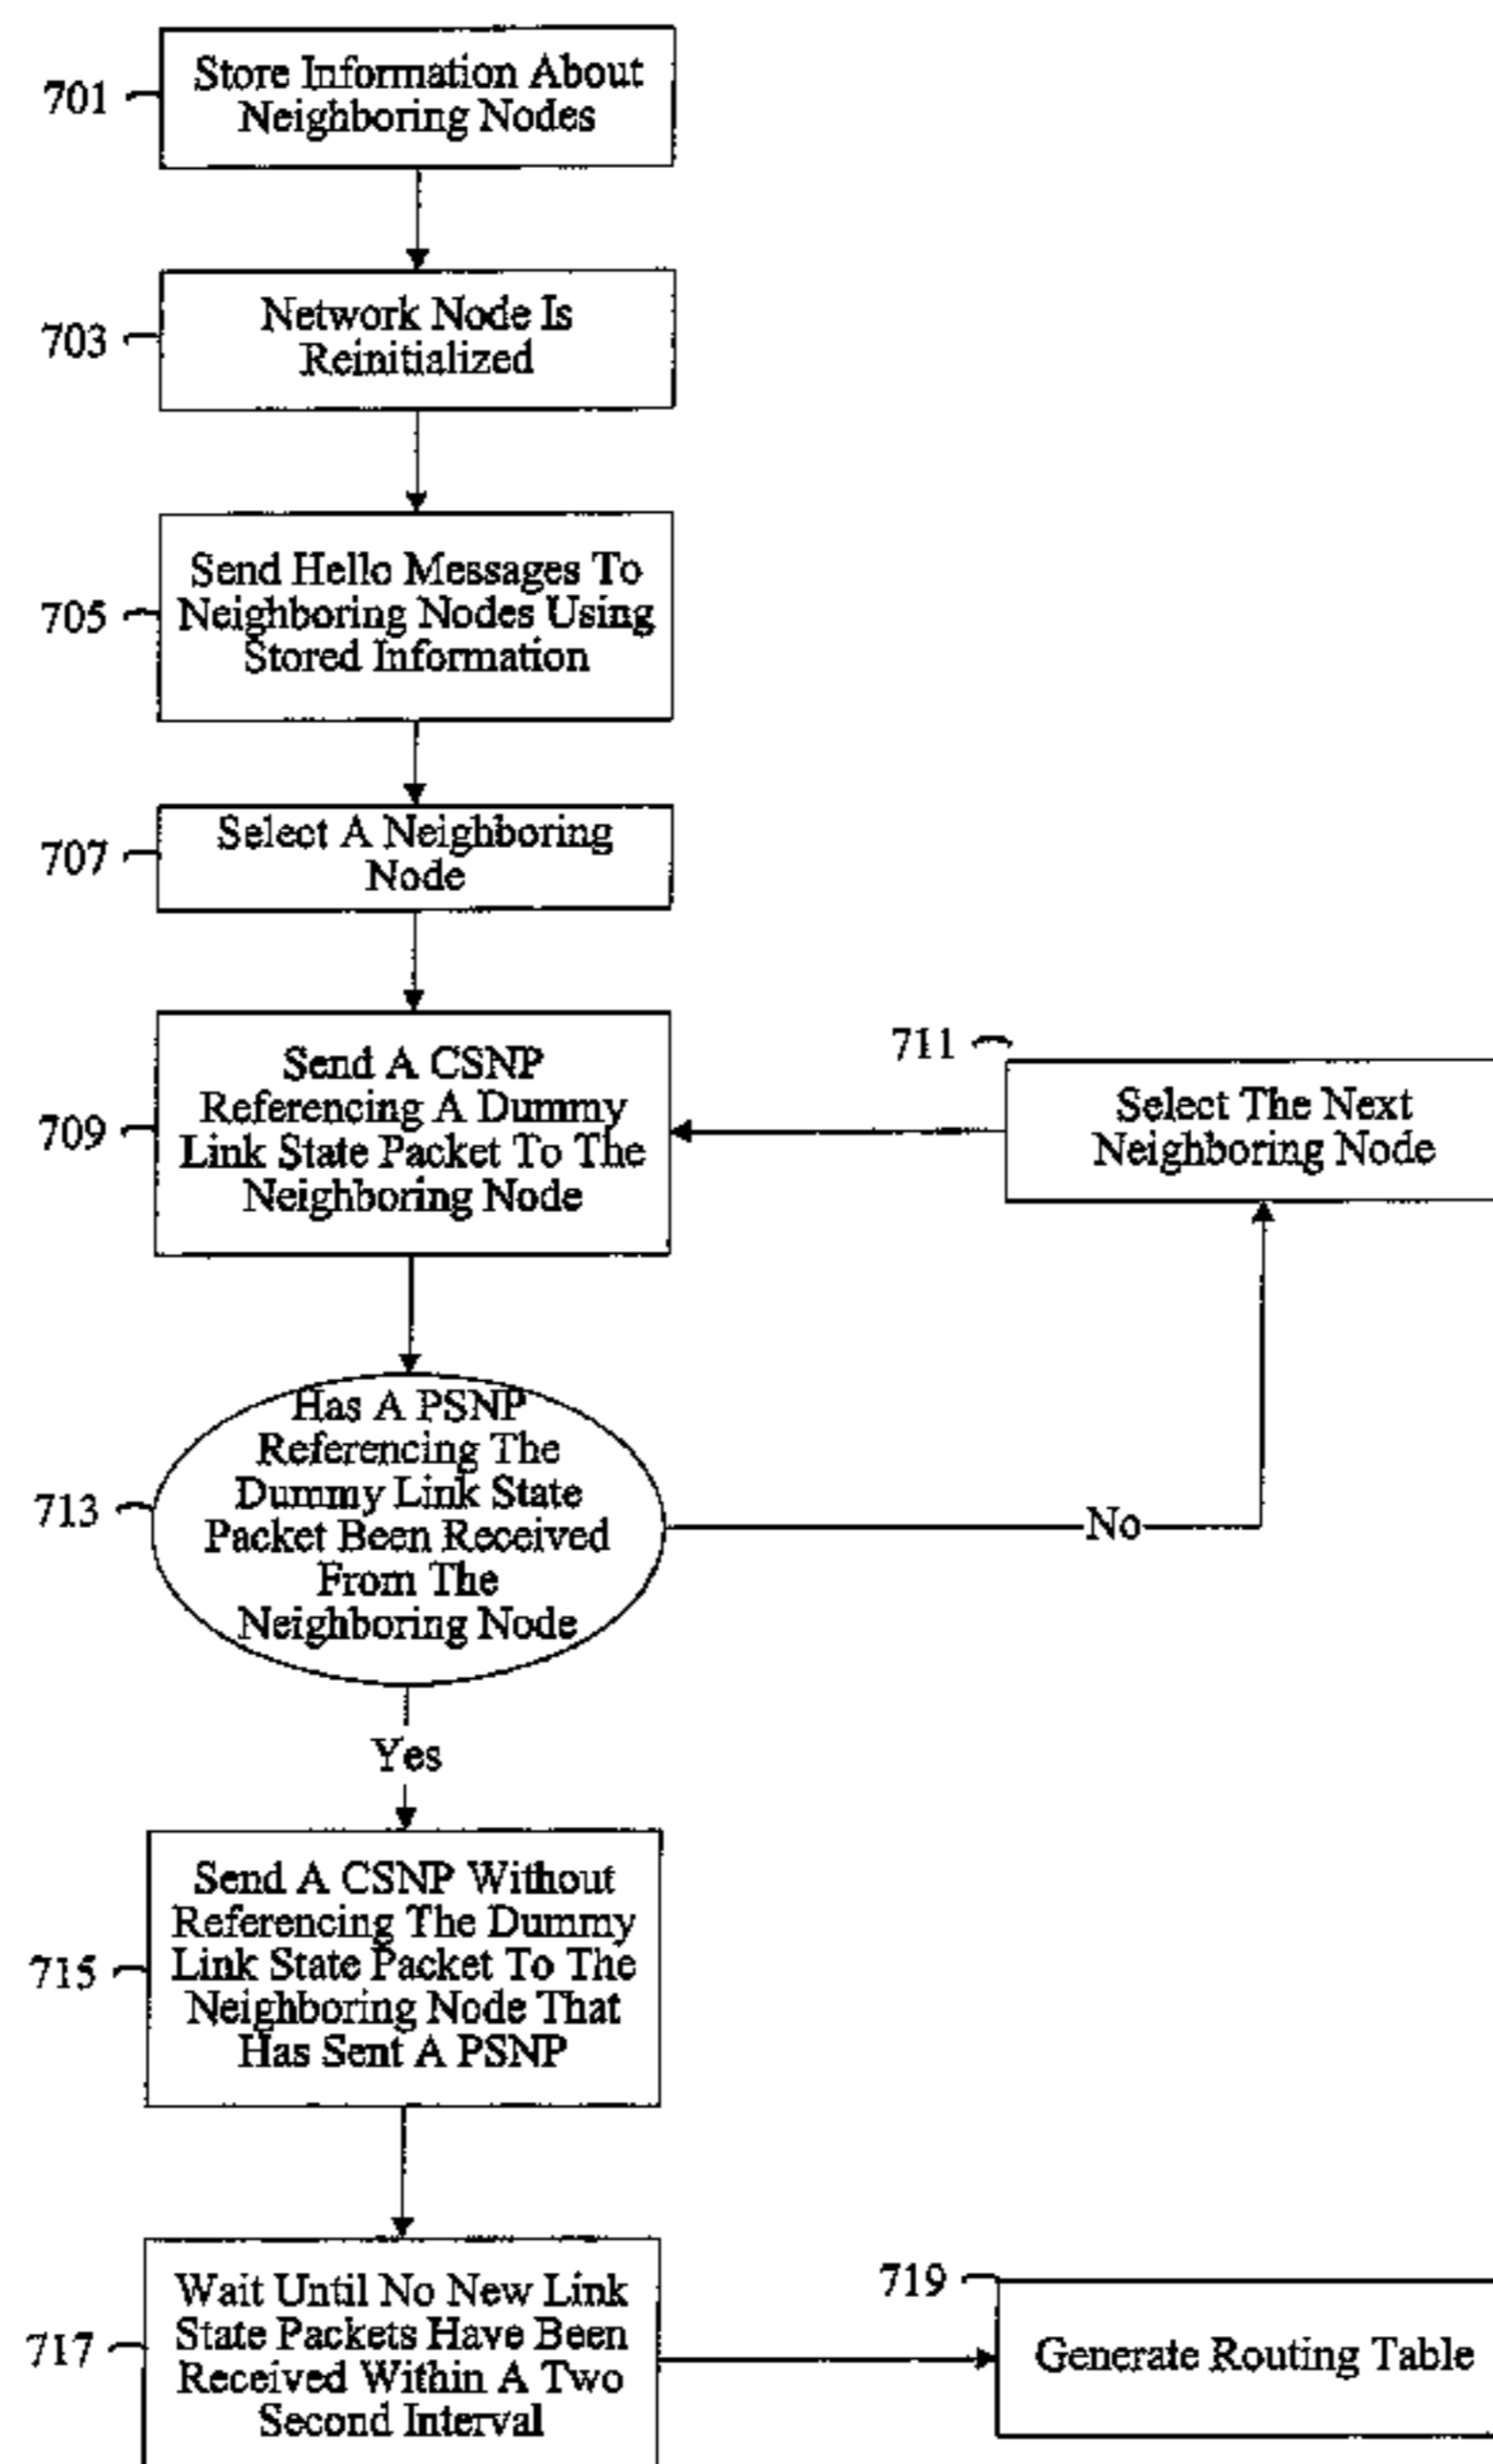 701
Store Information About
Neighboring Nodes
703
Network Node Is
Reinitialized
705
Send Hello Messages To
Neighboring Nodes Using
Stored Information
707
Select A Neighboring
Node
709
Send A CSNP
Referencing A Dummy
Link State Packet To The
Neighboring Node
711
Select The Next
Neighboring Node
713
Has A PSNP
Referencing The
Dummy Link State
Packet Been Received
From The
Neighboring Node
No
Yes
715
Send A CSNP Without
Referencing The Dummy
Link State Packet To The
Neighboring Node That
Has Sent A PSNP
717
Wait Until No New Link
State Packets Have Been
Received Within A Two
Second Interval
719
Generate Routing Table